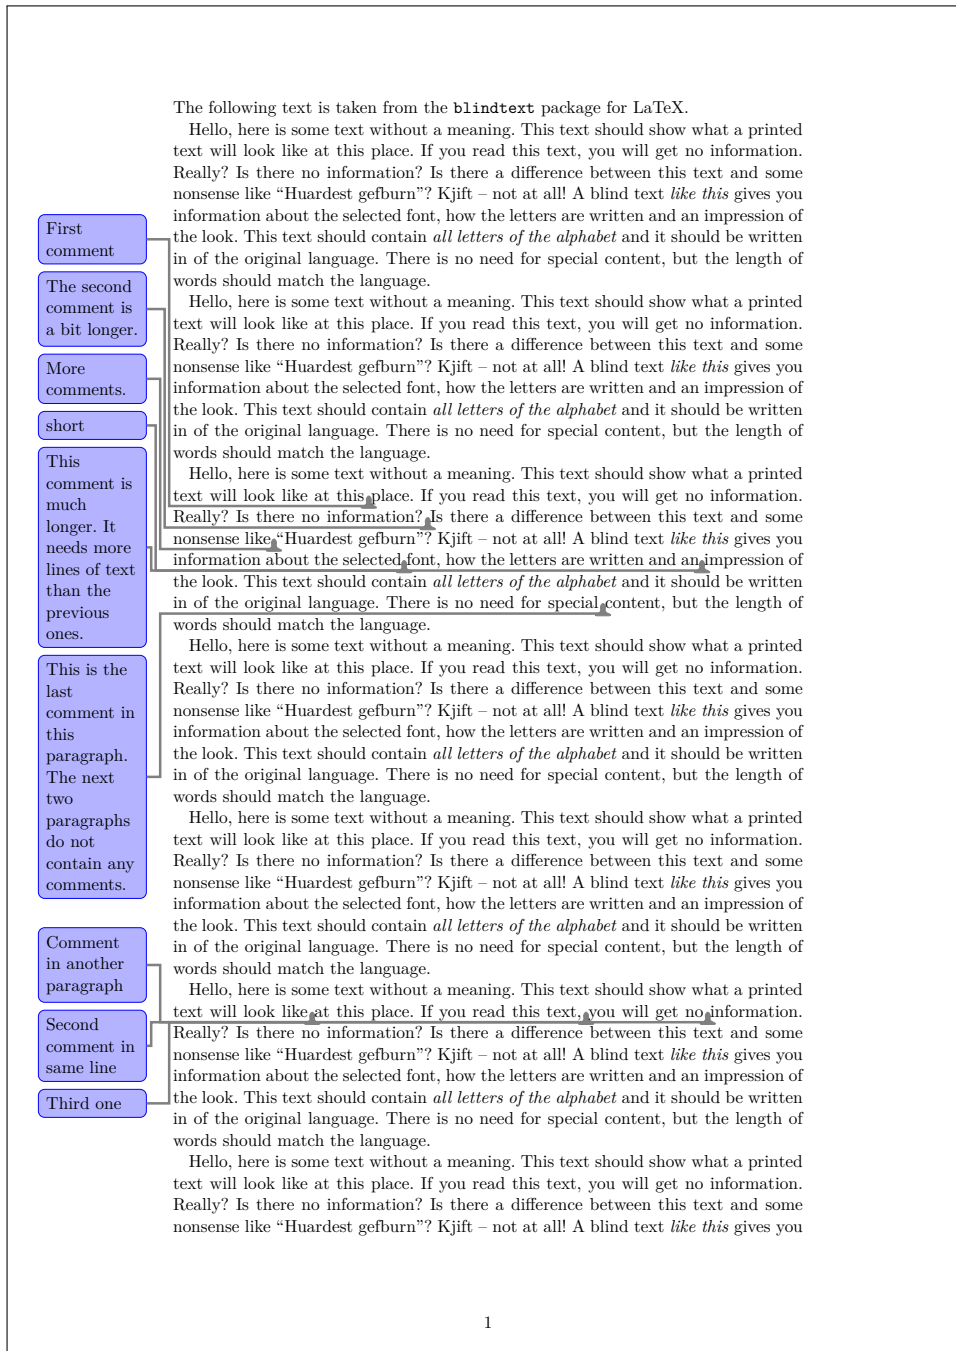 The following text is taken from the blindtext package for LaTeX.
Hello, here is some text without a meaning. This text should show what a printed
text will look like at this place. If you read this text, you will get no information.
Really? Is there no information? Is there a difference between this text and some
nonsense like “Huardest gefburn”? Kjift – not at all! A blind text like this gives you
information about the selected font, how the letters are written and an impression of
the look. This text should contain all letters of the alphabet and it should be written
in of the original language. There is no need for special content, but the length of
words should match the language.
Hello, here is some text without a meaning. This text should show what a printed
text will look like at this place. If you read this text, you will get no information.
Really? Is there no information? Is there a difference between this text and some
nonsense like “Huardest gefburn”? Kjift – not at all! A blind text like this gives you
information about the selected font, how the letters are written and an impression of
the look. This text should contain all letters of the alphabet and it should be written
in of the original language. There is no need for special content, but the length of
words should match the language.
Hello, here is some text without a meaning. This text should show what a printed
text will look like at this place. If you read this text, you will get no information.
Really? Is there no information? Is there a difference between this text and some
nonsense like “Huardest gefburn”? Kjift – not at all! A blind text like this gives you
information about the selected font, how the letters are written and an impression of
the look. This text should contain all letters of the alphabet and it should be written
in of the original language. There is no need for special content, but the length of
words should match the language.
Hello, here is some text without a meaning. This text should show what a printed
text will look like at this place. If you read this text, you will get no information.
Really? Is there no information? Is there a difference between this text and some
nonsense like “Huardest gefburn”? Kjift – not at all! A blind text like this gives you
information about the selected font, how the letters are written and an impression of
the look. This text should contain all letters of the alphabet and it should be written
in of the original language. There is no need for special content, but the length of
words should match the language.
Hello, here is some text without a meaning. This text should show what a printed
text will look like at this place. If you read this text, you will get no information.
Really? Is there no information? Is there a difference between this text and some
nonsense like “Huardest gefburn”? Kjift – not at all! A blind text like this gives you
information about the selected font, how the letters are written and an impression of
the look. This text should contain all letters of the alphabet and it should be written
in of the original language. There is no need for special content, but the length of
words should match the language.
Hello, here is some text without a meaning. This text should show what a printed
text will look like at this place. If you read this text, you will get no information.
Really? Is there no information? Is there a difference between this text and some
nonsense like “Huardest gefburn”? Kjift – not at all! A blind text like this gives you
information about the selected font, how the letters are written and an impression of
the look. This text should contain all letters of the alphabet and it should be written
in of the original language. There is no need for special content, but the length of
words should match the language.
Hello, here is some text without a meaning. This text should show what a printed
text will look like at this place. If you read this text, you will get no information.
Really? Is there no information? Is there a difference between this text and some
nonsense like “Huardest gefburn”? Kjift – not at all! A blind text like this gives you
First
comment
The second
comment is
a bit longer.
More
comments.
short
This
comment is
much
longer. It
needs more
lines of text
than the
previous
ones.
This is the
last
comment in
this
paragraph.
The next
two
paragraphs
do not
contain any
comments.
Comment
in another
paragraph
Second
comment in
same line
Third one
1